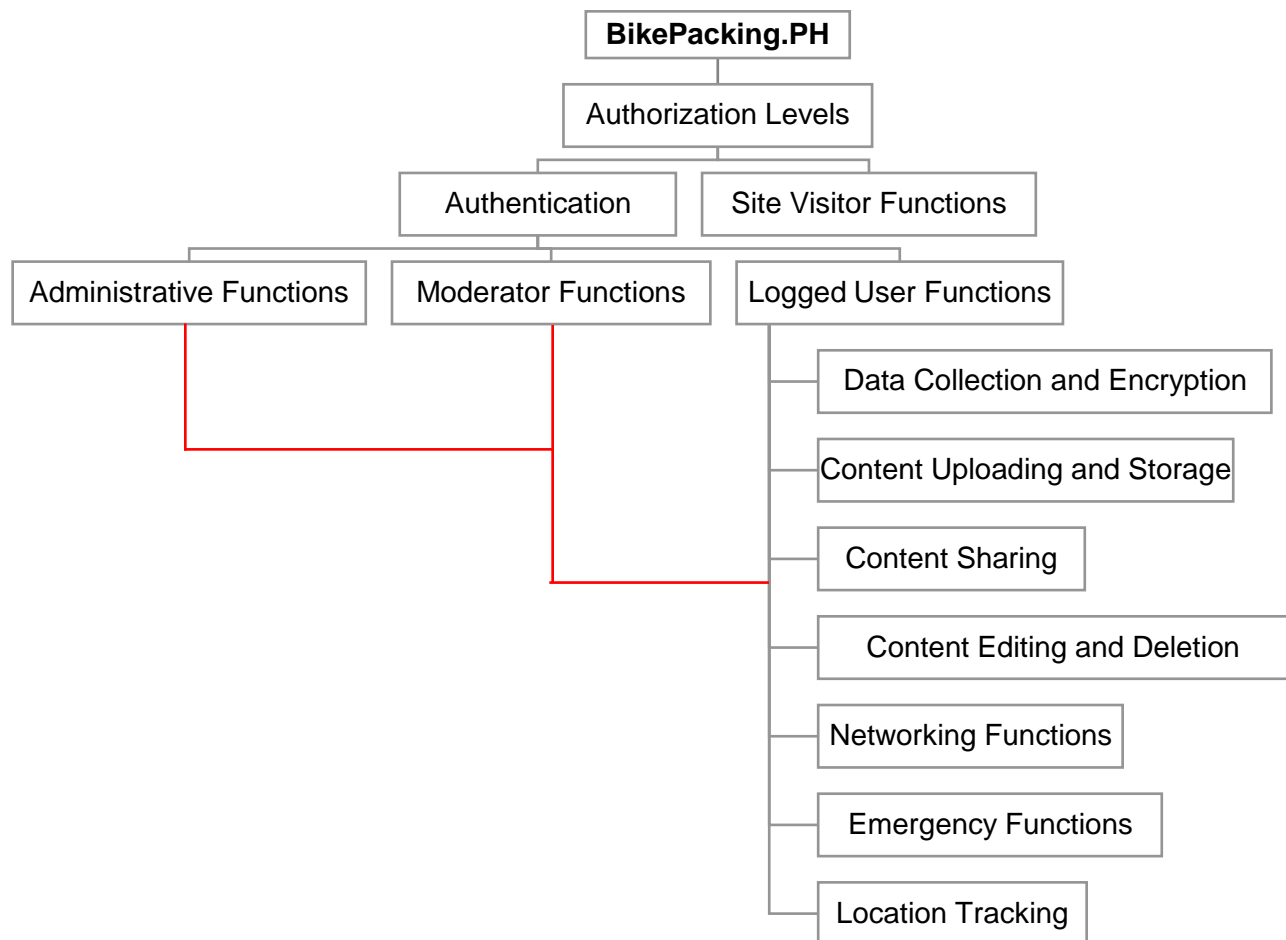 BikePacking.PH
Authorization Levels
Authentication
Site Visitor Functions
Administrative Functions
Moderator Functions
Logged User Functions
Data Collection and Encryption
Content Uploading and Storage
Content Sharing
Content Editing and Deletion
Networking Functions
Emergency Functions
Location Tracking